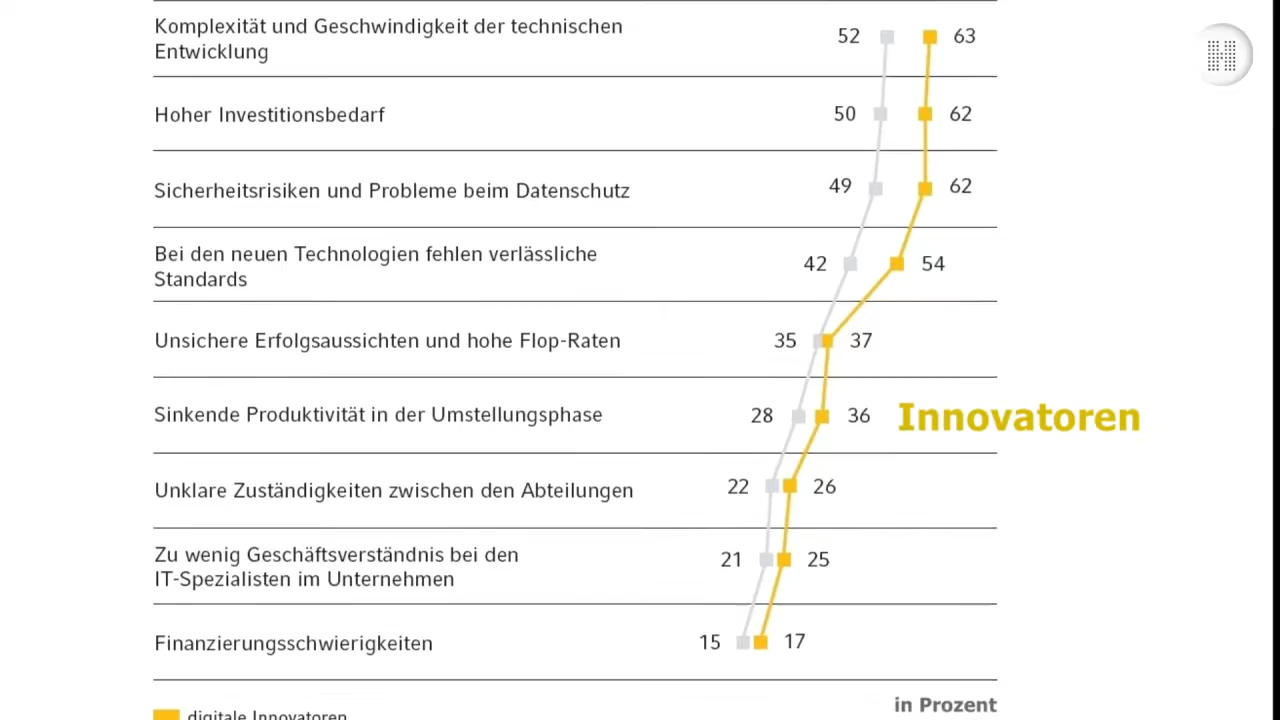 Komplexität und Geschwindigkeit der technischen
Entwicklung
52 63
Hoher Investitionsbedarf
50 62
Sicherheitsrisiken und Probleme beim Datenschutz
49 62
Bei den neuen Technologien fehlen verlässliche
Standards
42 54
Unsichere Erfolgsaussichten und hohe Flop-Raten
35 37
Sinkende Produktivität in der Umstellungsphase
28 36
Innovatoren
Unklare Zuständigkeiten zwischen den Abteilungen
22 26
Zu wenig Geschäftsverständnis bei den
IT-Spezialisten im Unternehmen
21 25
Finanzierungsschwierigkeiten
15 17
in Prozent
digitale Innovatoren
H